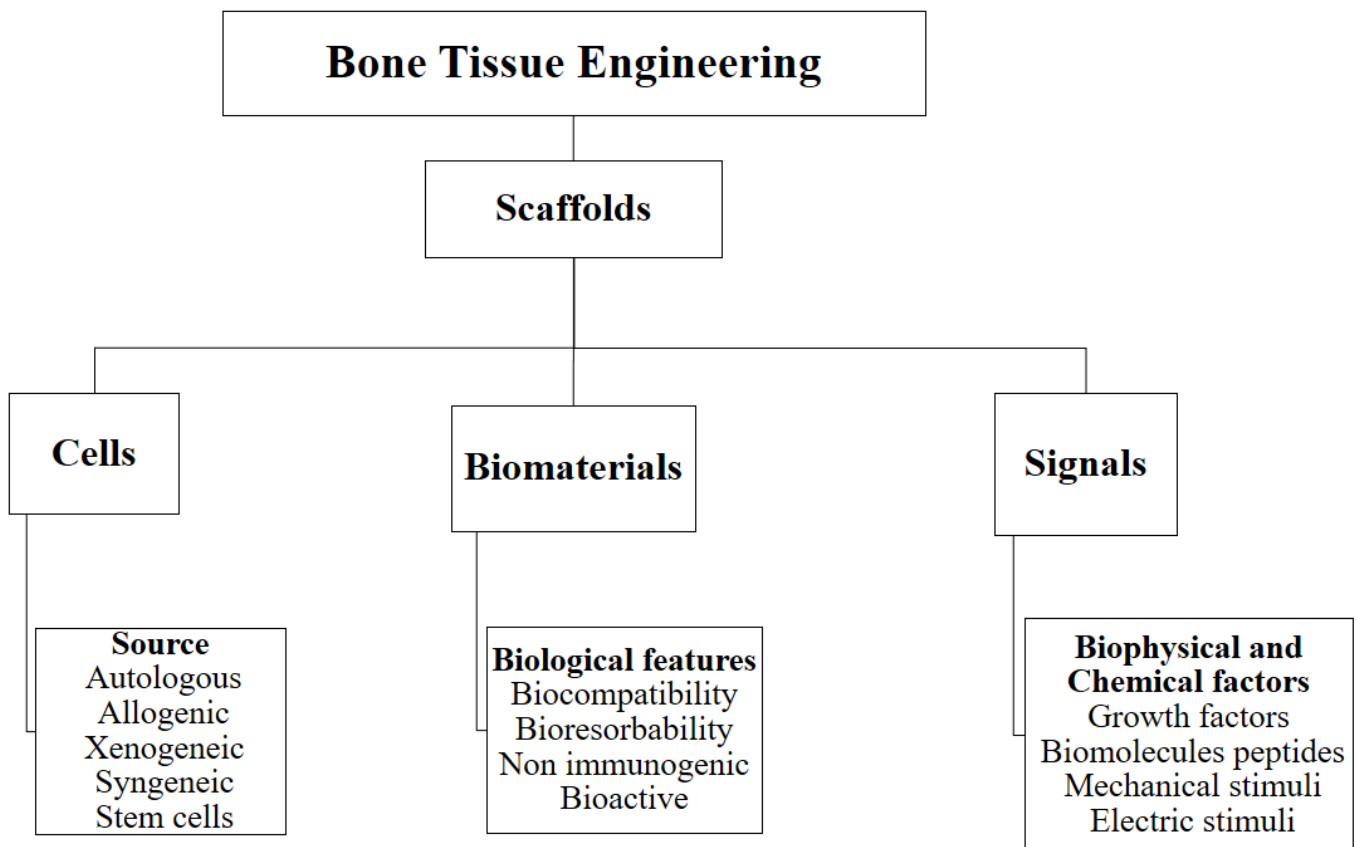 Bone Tissue Engineering
Scaffolds
Cells
Biomaterials
Signals
Source
Autologous
Allogenic
Xenogeneic
Syngeneic
Stem cells
Biological features
Biocompatibility
Bioresorbability
Non immunogenic
Bioactive
Biophysical and
Chemical factors
Growth factors
Biomolecules peptides
Mechanical stimuli
Electric stimuli